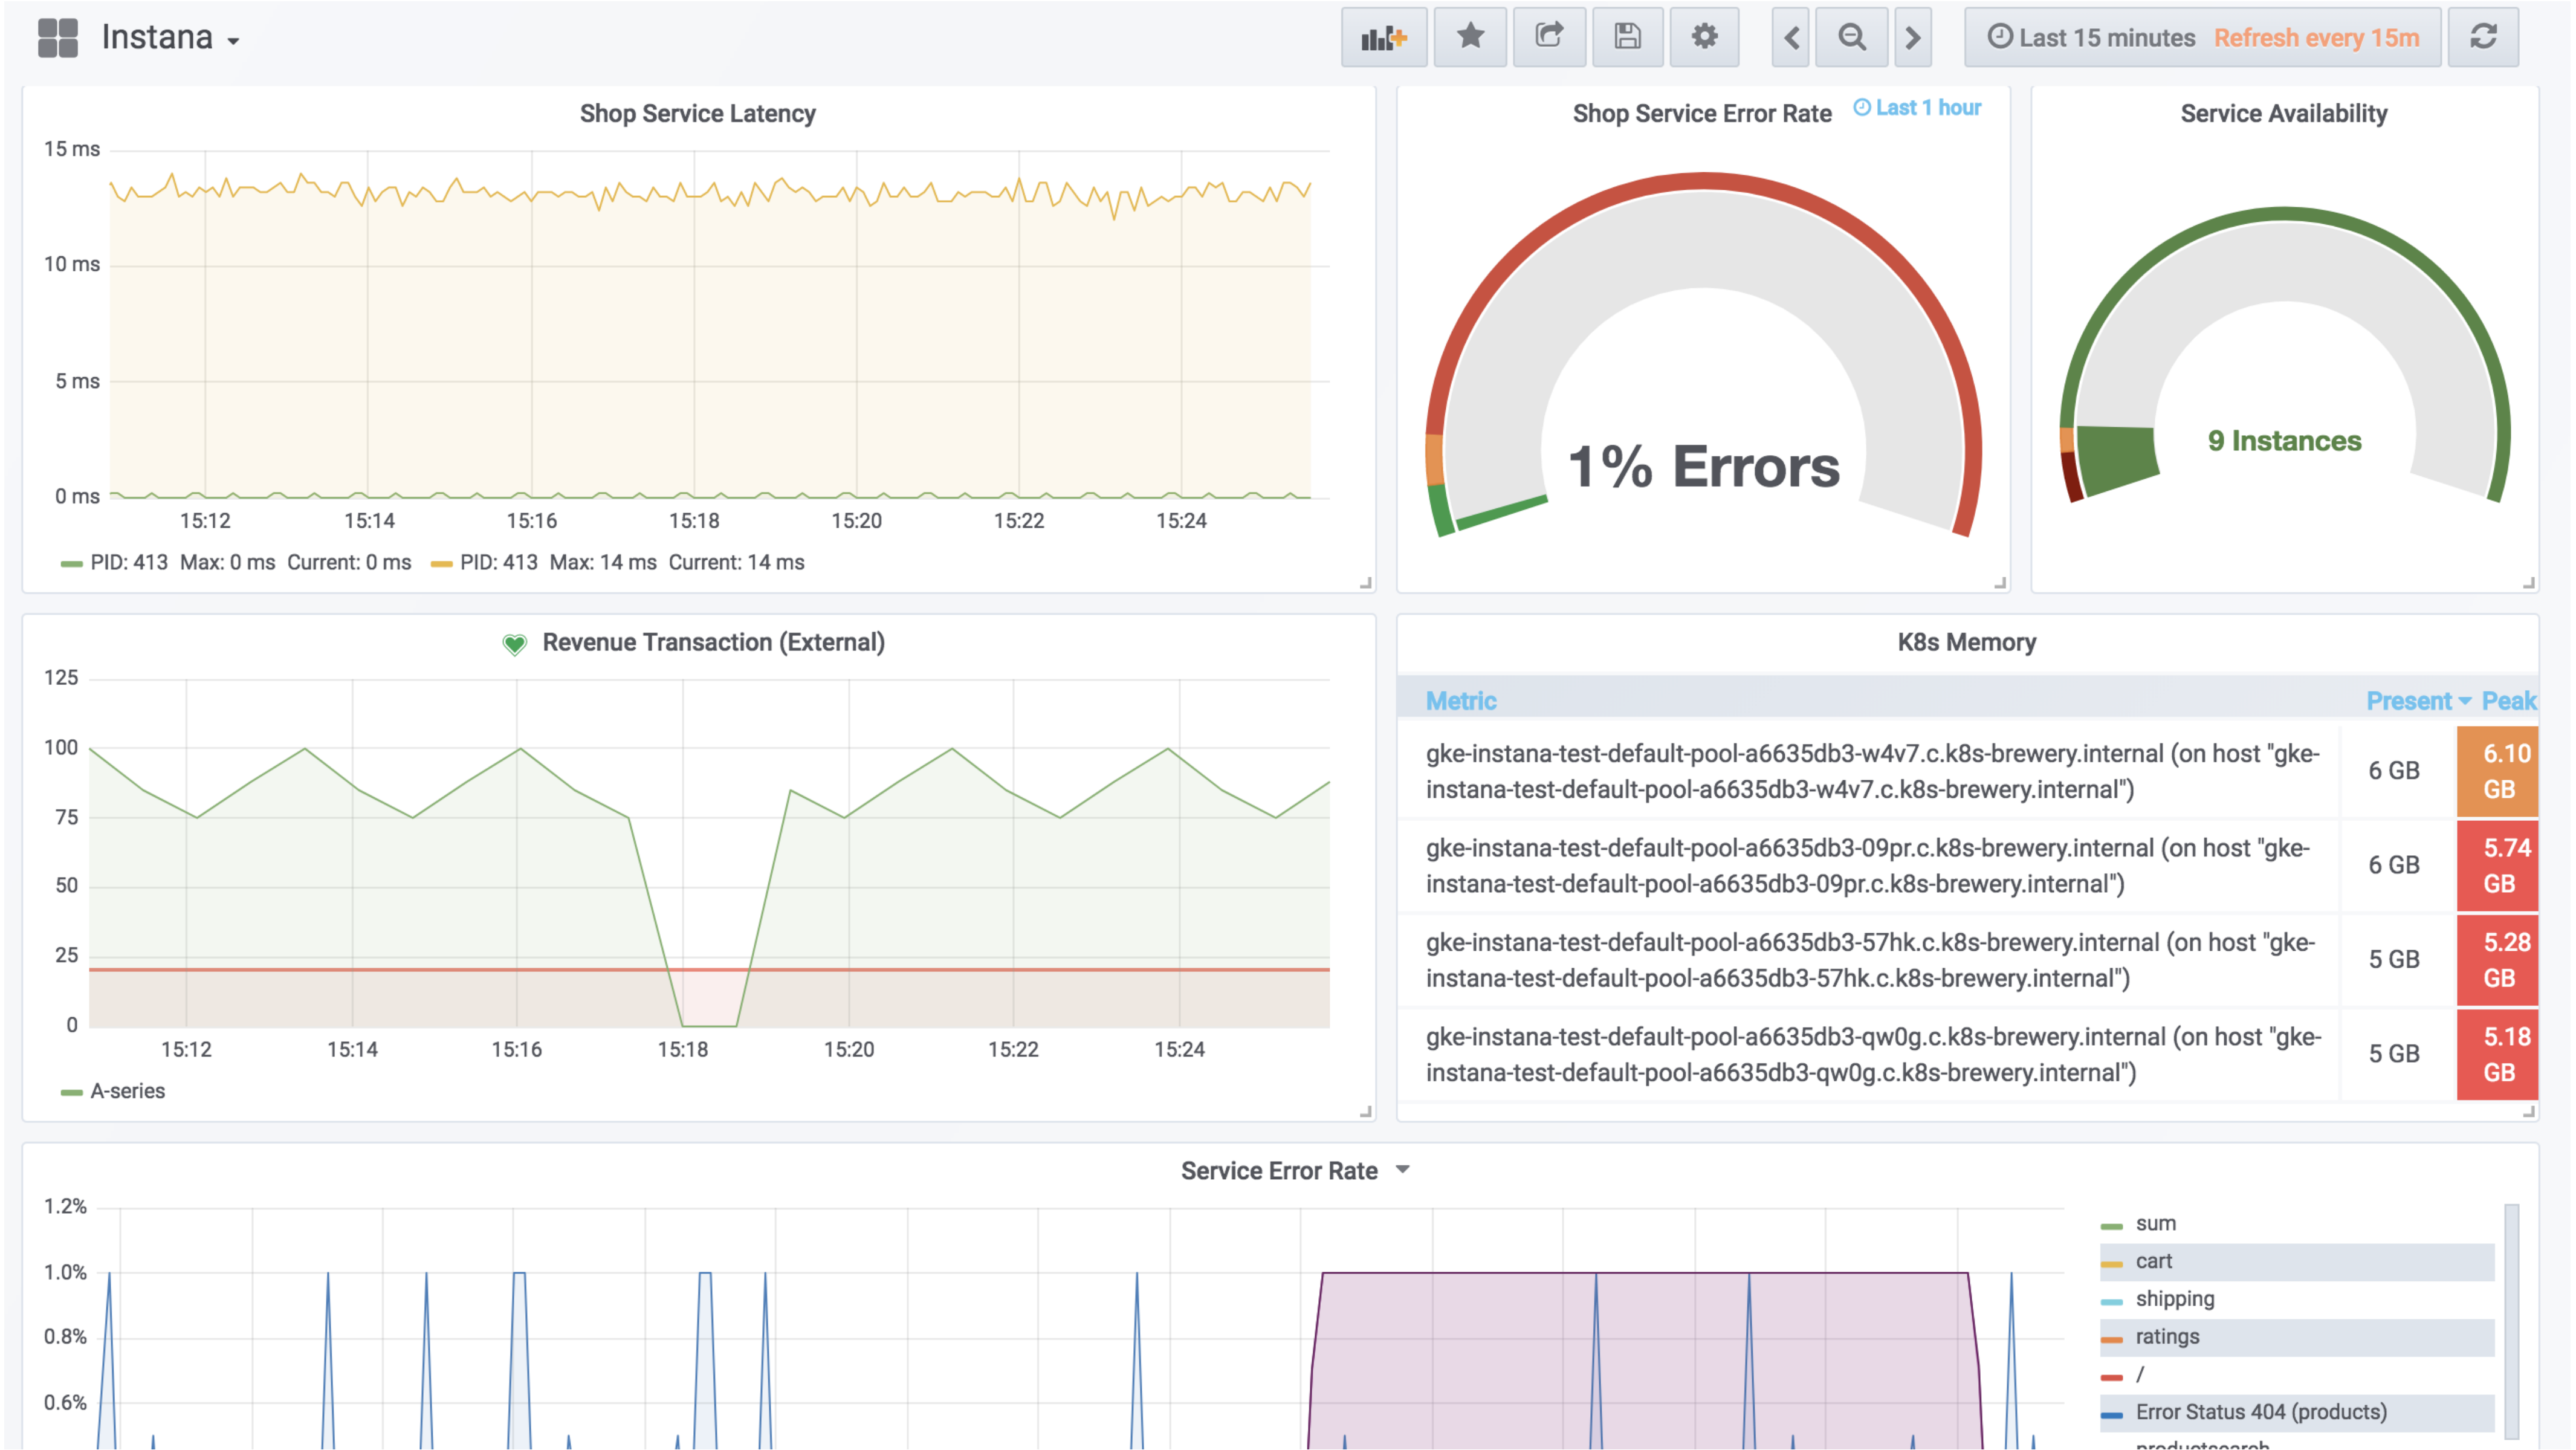 Instana
Last 15 minutes Refresh every 15m
Shop Service Latency
15 ms
10 ms
5 ms
0 ms
15:12 15:14 15:16 15:18 15:20 15:22 15:24
PID: 413 Max: 0 ms Current: 0 ms PID: 413 Max: 14 ms Current: 14 ms
Shop Service Error Rate Last 1 hour
1% Errors
Service Availability
9 Instances
Revenue Transaction (External)
125
100
75
50
25
0
15:12 15:14 15:16 15:18 15:20 15:22 15:24
A-series
K8s Memory
Metric Present Peak
gke-instana-test-default-pool-a6635db3-w4v7.c.k8s-brewery.internal (on host "gke-
instana-test-default-pool-a6635db3-w4v7.c.k8s-brewery.internal")
6 GB
6.10
GB
gke-instana-test-default-pool-a6635db3-09pr.c.k8s-brewery.internal (on host "gke-
instana-test-default-pool-a6635db3-09pr.c.k8s-brewery.internal")
6 GB
5.74
GB
gke-instana-test-default-pool-a6635db3-57hk.c.k8s-brewery.internal (on host "gke-
instana-test-default-pool-a6635db3-57hk.c.k8s-brewery.internal")
5 GB
5.28
GB
gke-instana-test-default-pool-a6635db3-qw0g.c.k8s-brewery.internal (on host "gke-
instana-test-default-pool-a6635db3-qw0g.c.k8s-brewery.internal")
5 GB
5.18
GB
Service Error Rate
1.2%
1.0%
0.8%
0.6%
sum
cart
shipping
ratings
/
Error Status 404 (products)